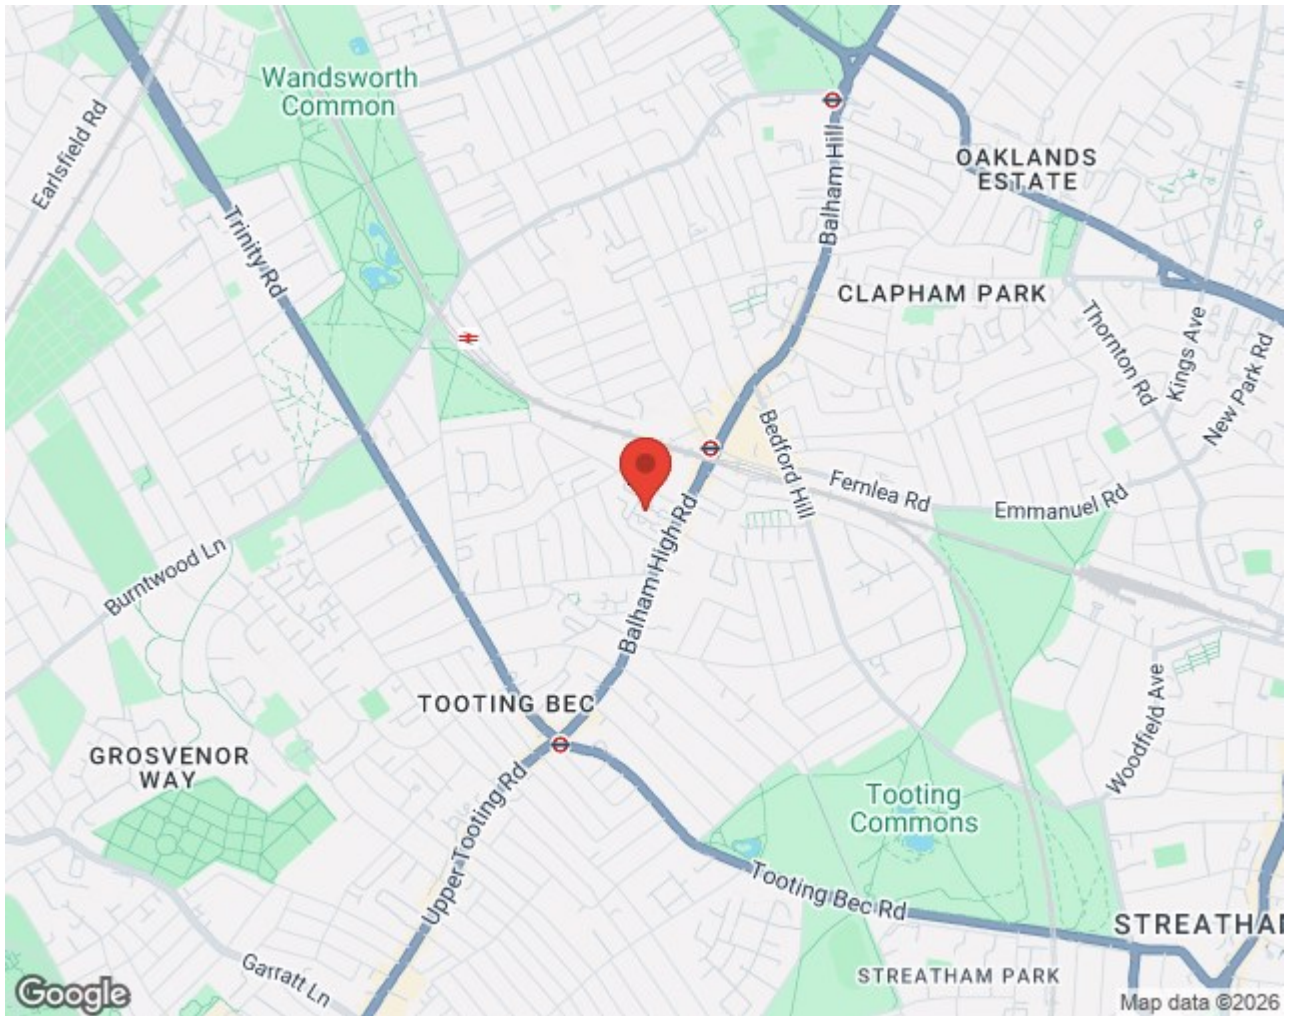 Wandsworth
Common
Earlsfield Rd
Trinity Rd
Balham Hill
OAKLANDS
ESTATE
CLAPHAM PARK
Thornton Rd
Kings Ave
New Park Rd
Bedford Hill
Fernlea Rd
Emmanuel Rd
Balham High Rd
Burntwood Ln
TOOTING BEC
GROSVENOR
WAY
Woodfield Ave
Tooting
Commons
Upper Tooting Rd
Tooting Bec Rd
STREATHA
STREATHAM PARK
Garratt Ln
Google
Map data ©2026